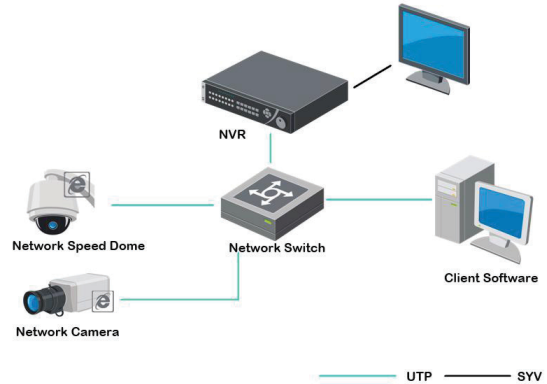 NVR
Network Speed Dome
Network Switch
Client Software
Network Camera
UTP
SYV